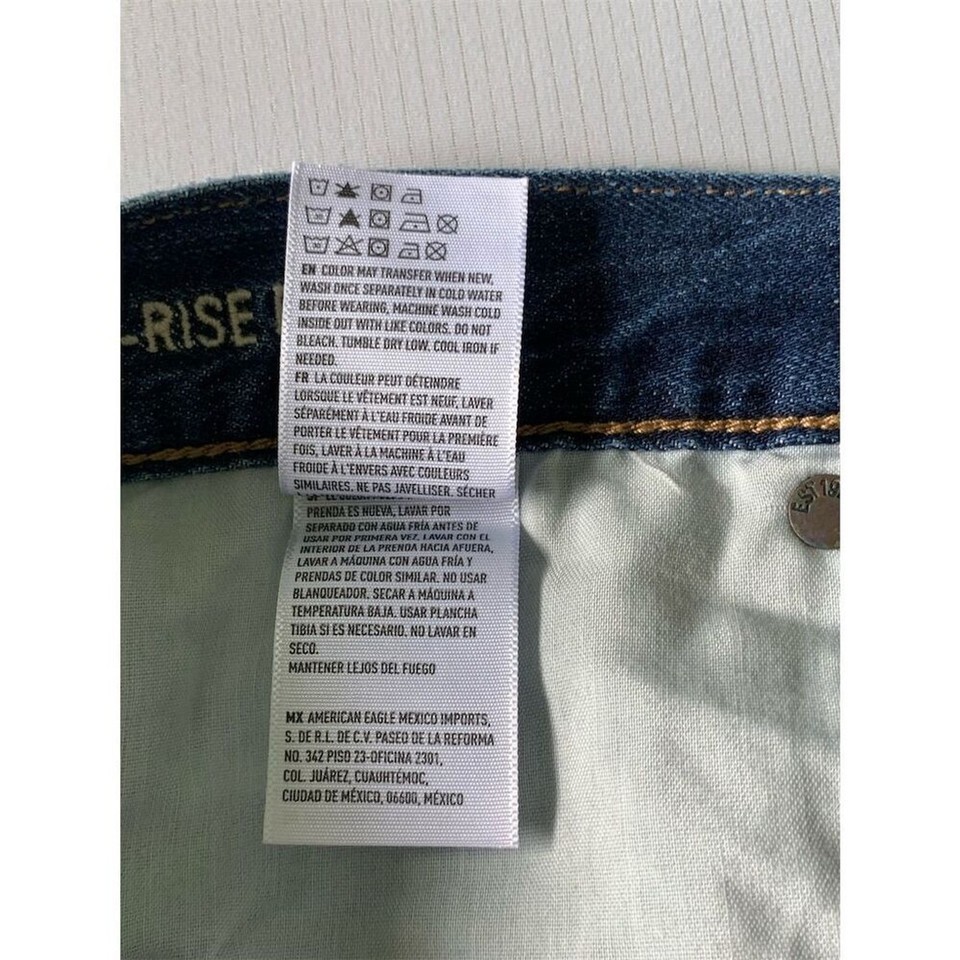 -RISE
EN COLOR MAY TRANSFER WHEN NEW,
WASH ONCE SEPARATELY IN COLD WATER
BEFORE WEARING, MACHINE WASH COLD
INSIDE OUT WITH LIKE COLORS. DO NOT
BLEACH. TUMBLE DRY LOW. COOL IRON IF
NEEDED.
FR LA COULEUR PEUT DÉTEINDRE
LORSQUE LE VÊTEMENT EST NEUF, LAVER
SÉPARÉMENT À L'EAU FROIDE AVANT DE
PORTER LE VÊTEMENT POUR LA PREMIÈRE
FOIS, LAVER À LA MACHINE À L'EAU
FROIDE À L'ENVERS AVEC COULEURS
SIMILAIRES. NE PAS JAVELLISER. SÉCHER
PRENDA ES NUEVA, LAVAR POR
SEPARADO CON AGUA FRÍA ANTES DE
USAR POR PRIMERA VEZ, LAVAR CON EL
INTERIOR DE LA PRENDA HACIA AFUERA,
LAVAR A MÁQUINA CON AGUA FRÍA Y
PRENDAS DE COLOR SIMILAR. NO USAR
BLANQUEADOR. SECAR A MÁQUINA A
TEMPERATURA BAJA. USAR PLANCHA
TIBIA SI ES NECESARIO. NO LAVAR EN
SECO.
MANTENER LEJOS DEL FUEGO
MX AMERICAN EAGLE MEXICO IMPORTS,
S. DE R.L. DE C.V. PASEO DE LA REFORMA
NO. 342 PISO 23-OFICINA 2301,
COL. JUÁREZ, CUAUHTÉMOC,
CIUDAD DE MÉXICO, 06600, MÉXICO
EST